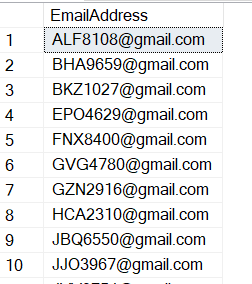 EmailAddress
1 ALF8108@gmail.com
2 BHA9659@gmail.com
3 BKZ1027@gmail.com
4 EPO4629@gmail.com
5 FNX8400@gmail.com
6 GVG4780@gmail.com
7 GZN2916@gmail.com
8 HCA2310@gmail.com
9 JBQ6550@gmail.com
10 JJO3967@gmail.com